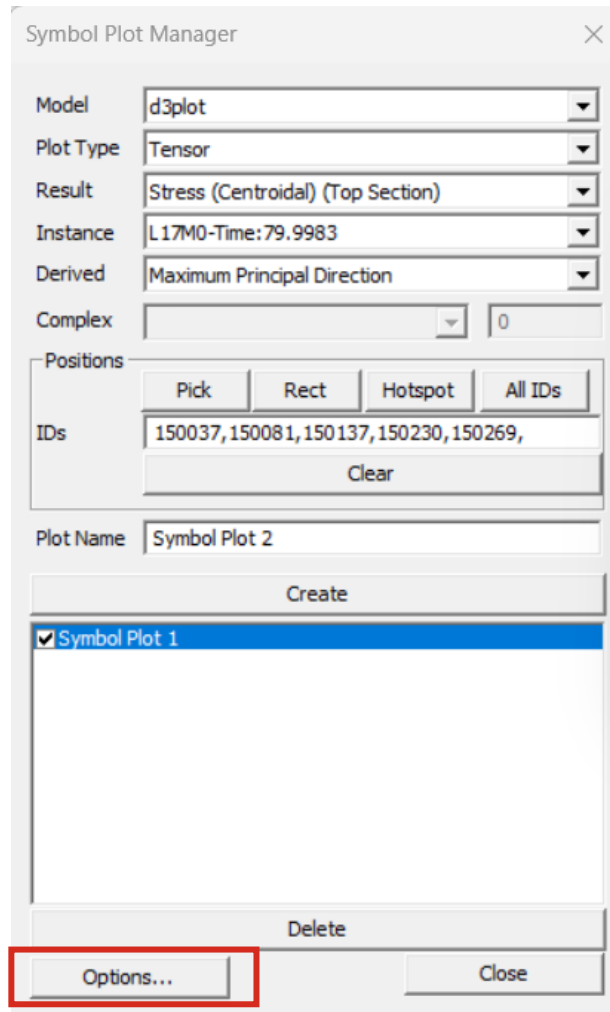 Symbol Plot Manager
Model d3plot
Plot Type Tensor
Result Stress (Centroidal) (Top Section)
Instance L17M0-Time:79.9983
Derived Maximum Principal Direction
Complex 0
Positions
Pick Rect Hotspot All IDs
IDs 150037,150081,150137,150230,150269,
Clear
Plot Name Symbol Plot 2
Create
Symbol Plot 1
Delete
Options... Close